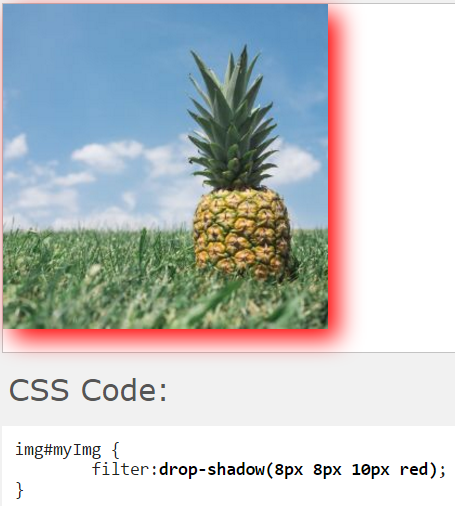 CSS Code:
img#myImg {
filter:drop-shadow(8px 8px 10px red);
}